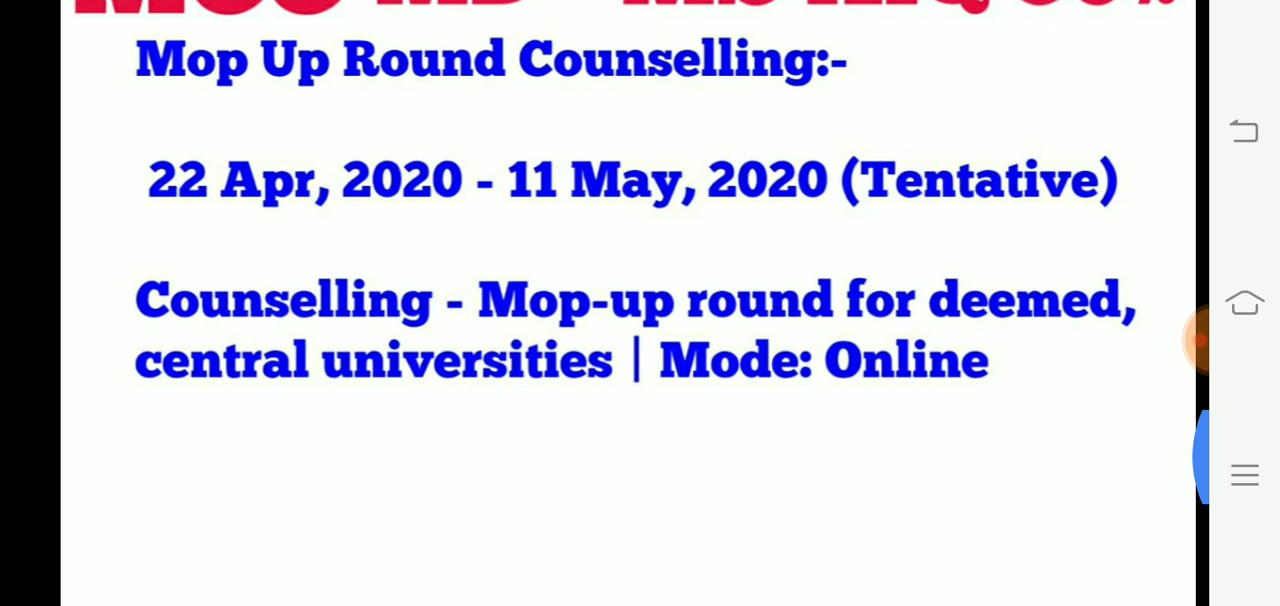 Mop Up Round Counselling:-
22 Apr, 2020 - 11 May, 2020 (Tentative)
Counselling - Mop-up round for deemed,
central universities | Mode: Online